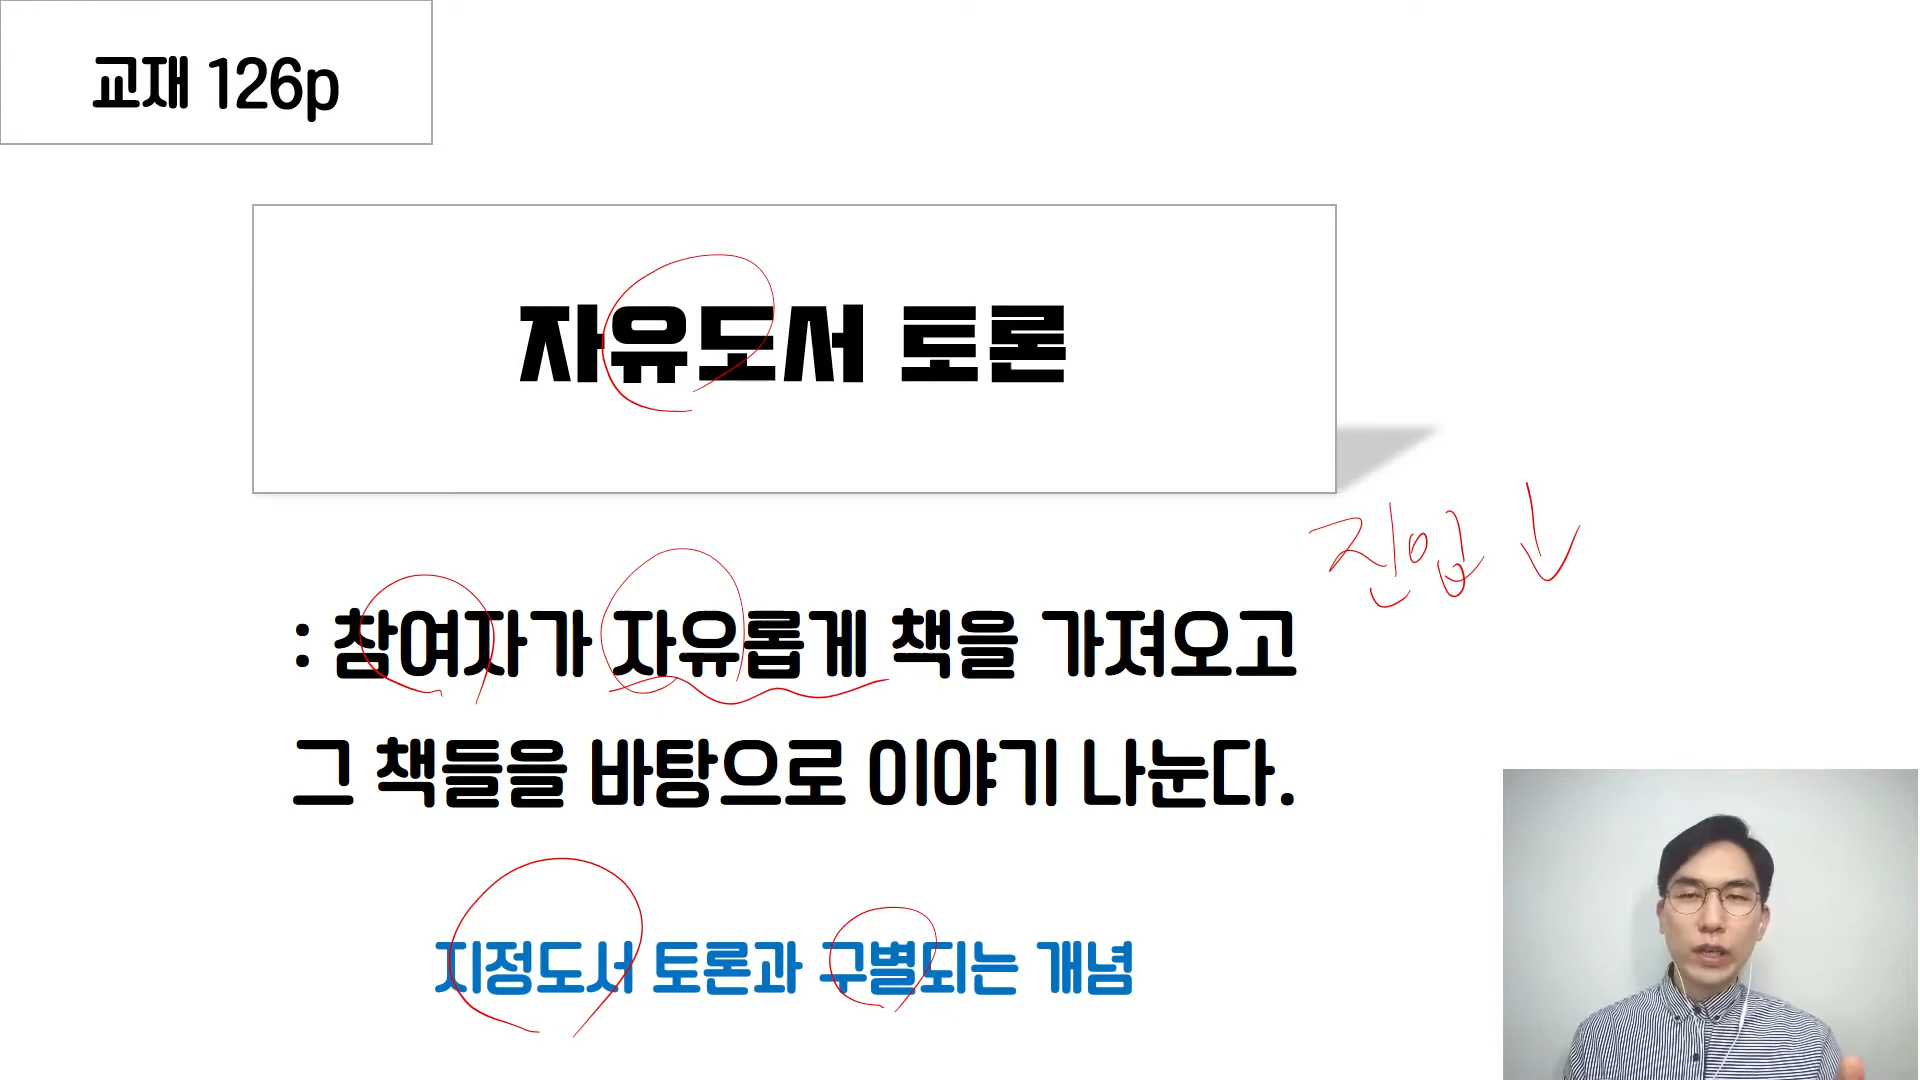 교재 126p
자유도서 토론
진입 ↓
: 참여자가 자유롭게 책을 가져오고
그 책들을 바탕으로 이야기 나눈다.
지정도서 토론과 구별되는 개념